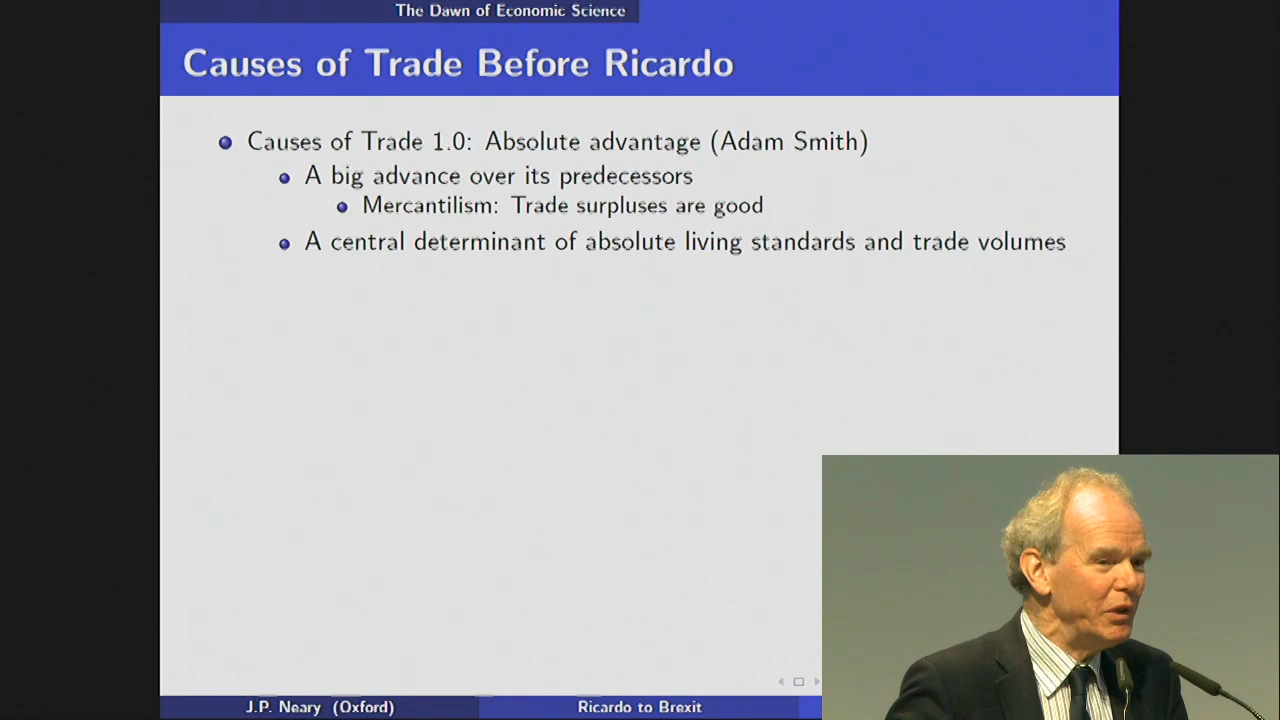 The Dawn of Economic Science
Causes of Trade Before Ricardo
Causes of Trade 1.0: Absolute advantage (Adam Smith)
A big advance over its predecessors
Mercantilism: Trade surpluses are good
A central determinant of absolute living standards and trade volumes
J.P. Neary (Oxford)
Ricardo to Brexit